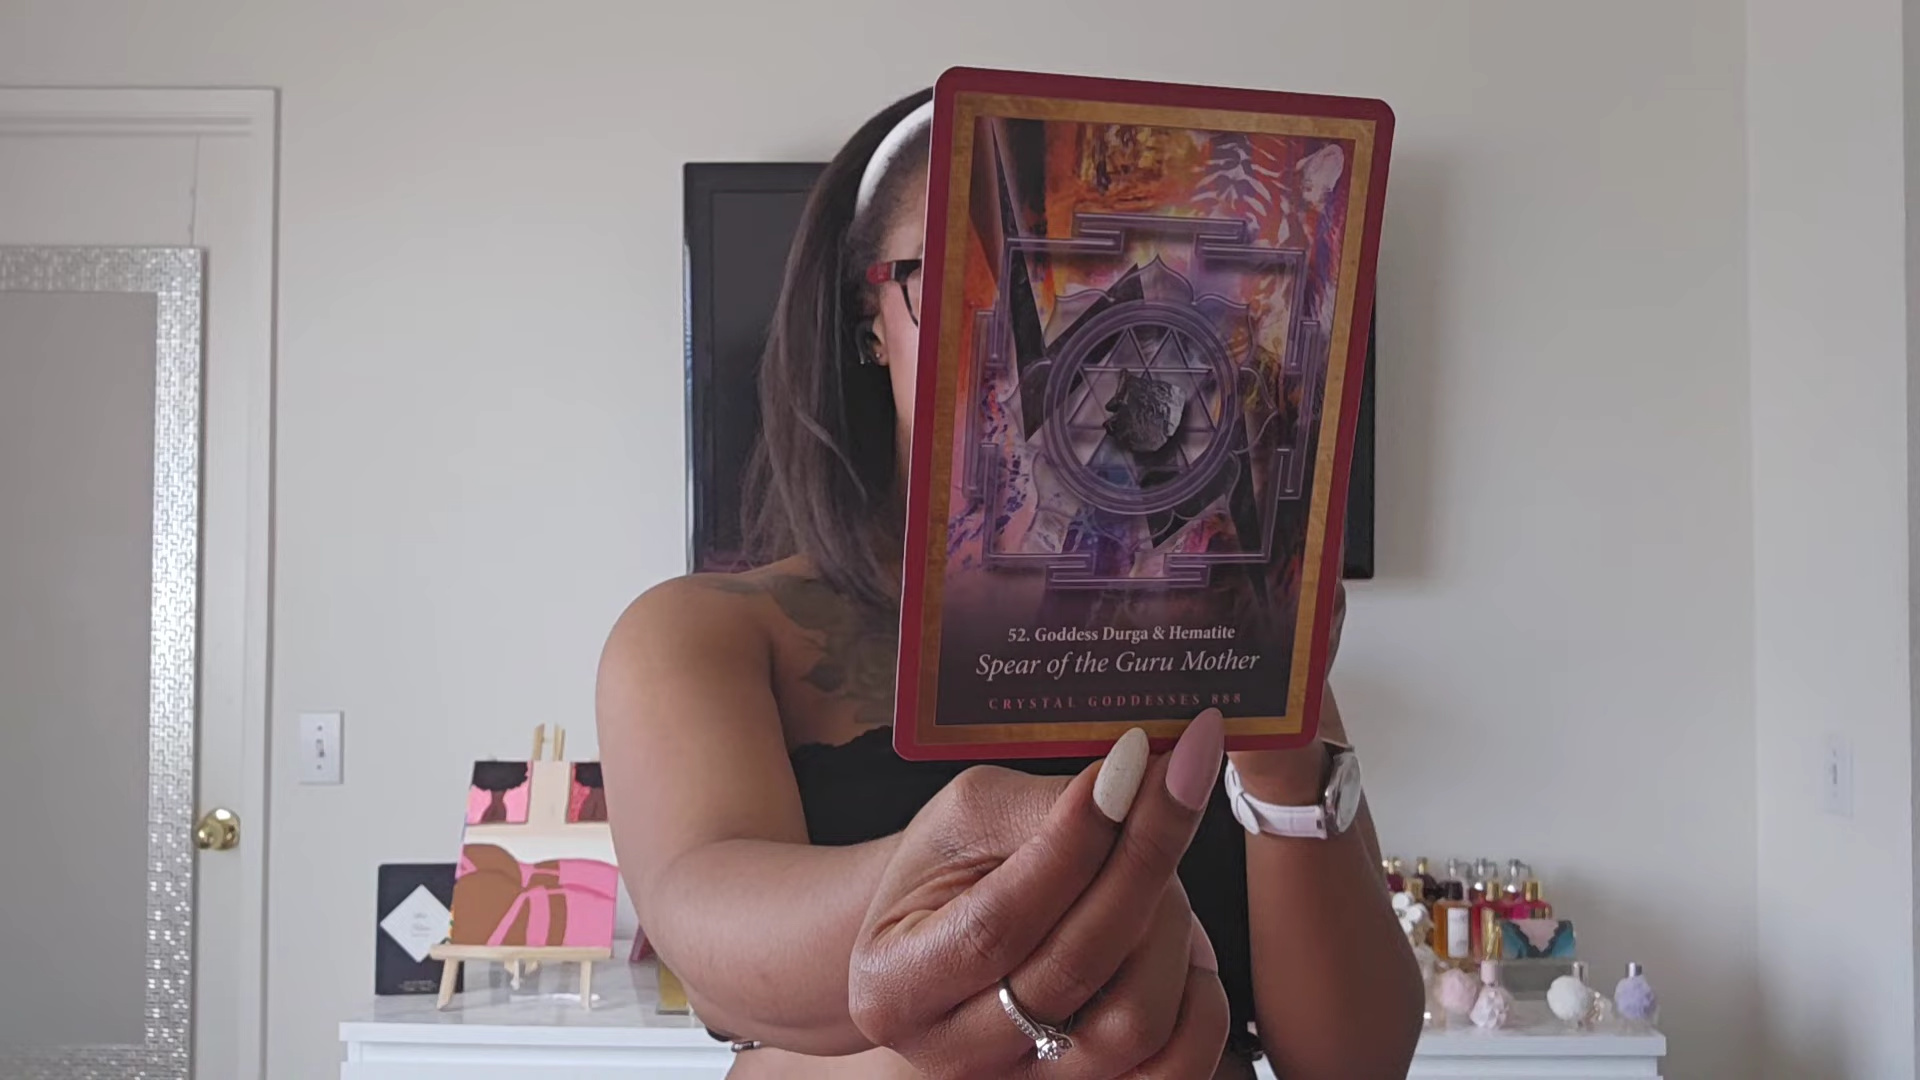 52. Goddess Durga & Hematite
Spear of the Guru Mother
CRYSTAL GODDESSES 888